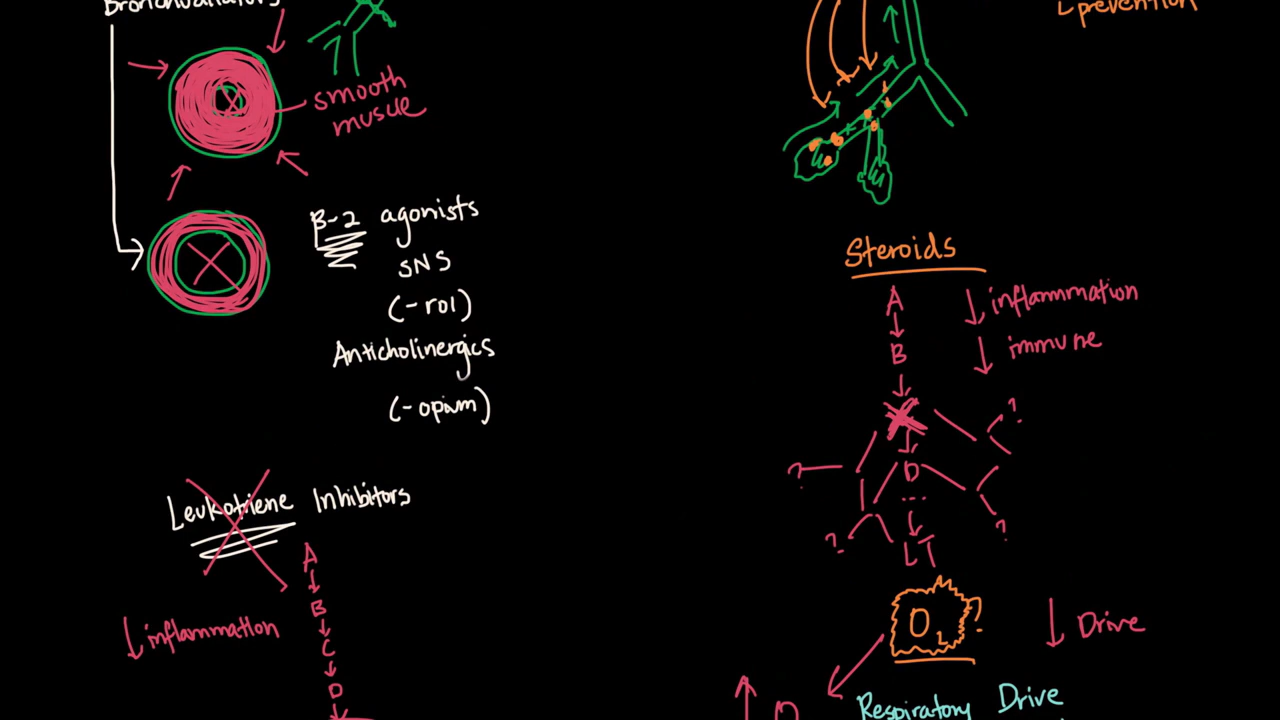 Bronchodilators
smooth
muscle
B-2 agonists
SNS
(-rol)
Anticholinergics
(-opium)
Leukotriene Inhibitors
A
B
C
D
↓ inflammation
prevention
Steroids
A
B
D
...
LT
↓ inflammation
↓ immune
?
?
?
?
O₂?
↓ Drive
Respiratory Drive